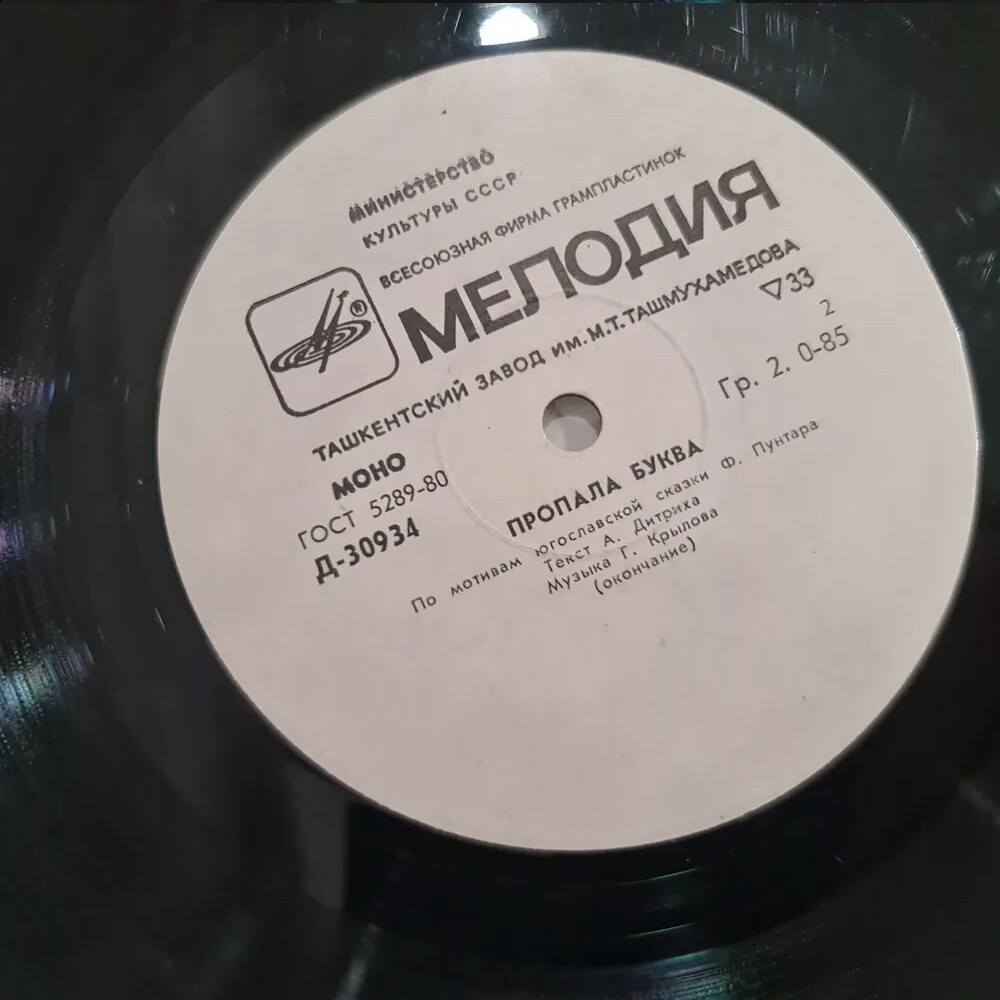 МИНИСТЕРСТВО
КУЛЬТУРЫ СССР
ВСЕСОЮЗНАЯ ФИРМА ГРАМПЛАСТИНОК
МЕЛОДИЯ
®
ТАШКЕНТСКИЙ ЗАВОД ИМ. М.Т.ТАШМУХАМЕДОВА
МОНО
▽33
ГОСТ 5289-80
2
Д-30934
Гр. 2. 0-85
ПРОПАЛА БУКВА
По мотивам югославской сказки Ф. Пунтара
Текст А. Дитриха
Музыка Г. Крылова
(окончание)